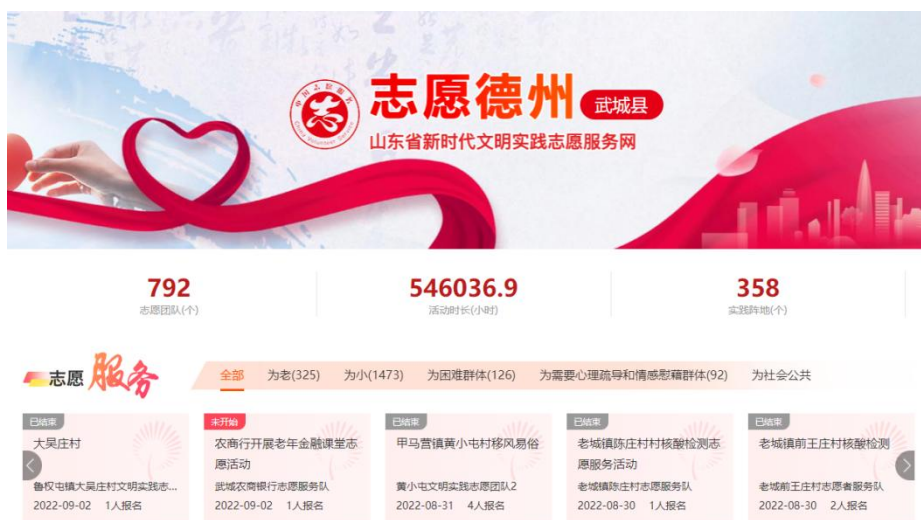 志愿德州 武城县
山东省新时代文明实践志愿服务网
792
志愿团队(个)
546036.9
活动时长(小时)
358
实践阵地(个)
志愿服务
全部 为老(325) 为小(1473) 为困难群体(126) 为需要心理疏导和情感慰藉群体(92) 为社会公共
已结束
大吴庄村
鲁权屯镇大吴庄村文明实践志...
2022-09-02 1人报名
未开始
农商行开展老年金融课堂志
愿活动
武城农商银行志愿服务队
2022-09-02 1人报名
已结束
甲马营镇黄小屯村移风易俗
黄小屯文明实践志愿团队2
2022-08-31 4人报名
已结束
老城镇陈庄村村核酸检测志
愿服务活动
老城镇陈庄村志愿服务队
2022-08-30 1人报名
已结束
老城镇前王庄村核酸检测
老城前王庄村志愿者服务队
2022-08-30 2人报名